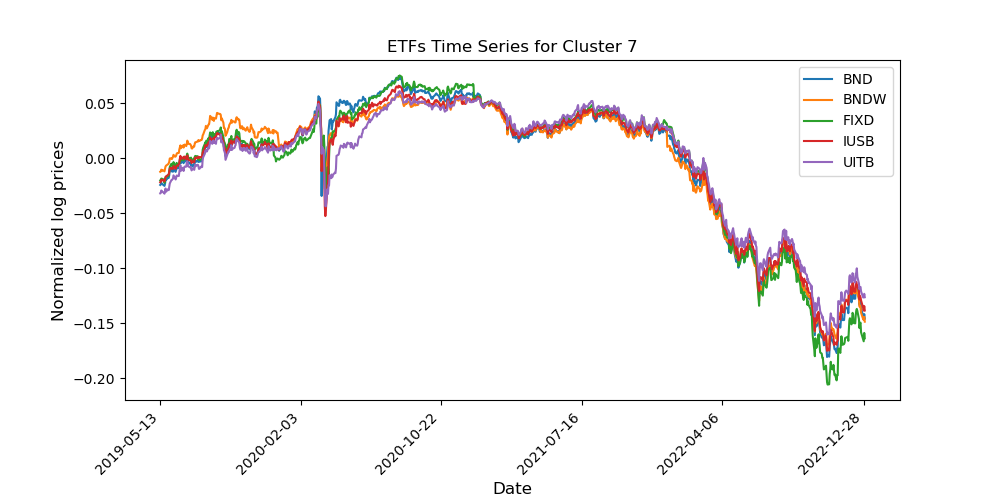 ETFs Time Series for Cluster 7
Normalized log prices
0.05
0.00
−0.05
−0.10
−0.15
−0.20
BND
BNDW
FIXD
IUSB
UITB
2019-05-13
2020-02-03
2020-10-22
2021-07-16
2022-04-06
2022-12-28
Date